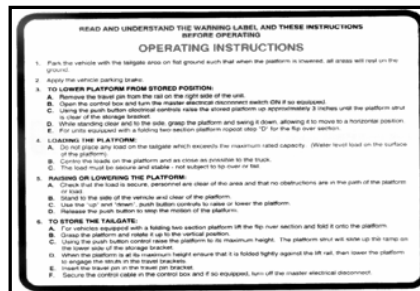 READ AND UNDERSTAND THE WARNING LABEL AND THESE INSTRUCTIONS
BEFORE OPERATING
OPERATING INSTRUCTIONS
1. Park the vehicle with the tailgate area on flat ground such that when the platform is lowered, all areas will rest on the
ground.
2. Apply the vehicle parking brake.
3. TO LOWER PLATFORM FROM STORED POSITION:
A. Remove the travel pin from the rail on the right side of the unit.
B. Open the control box and turn the master electrical disconnect switch ON if so equipped.
C. Using the push button electrical controls raise the stored platform up approximately 3 inches until the platform strut
is clear of the storage bracket.
D. While standing clear and to the side, grasp the platform and swing it down, allowing it to move to a horizontal position.
E. For units equipped with a folding two section platform repeat step "D" for the flip over section.
4. LOADING THE PLATFORM:
A. Do not place any load on the tailgate which exceeds the maximum rated capacity. (Water level load on the surface
of the platform).
B. Centre the loads on the platform and as close as possible to the truck.
C. The load must be secure and stable - not subject to tip over or fall.
5. RAISING OR LOWERING THE PLATFORM:
A. Check that the load is secure, personnel are clear of the area and that no obstructions are in the path of the platform
or load.
B. Stand to the side of the vehicle and clear of the platform.
C. Use the "up" and "down" push button controls to raise or lower the platform.
D. Release the push button to stop the motion of the platform.
6. TO STORE THE TAILGATE:
A. For vehicles equipped with a folding two section platform lift the flip over section and fold it onto the platform.
B. Grasp the platform and rotate it up to the vertical position.
C. Using the push button control raise the platform to its maximum height. The platform strut will slide up the ramp on
the lower side of the storage bracket.
D. When the platform is at its maximum height ensure that it is folded tightly against the lift rail, then lower the platform
to engage the struts in the travel brackets.
E. Insert the travel pin in the travel pin bracket.
F. Secure the control cable in the control box and if so equipped, turn off the master electrical disconnect.